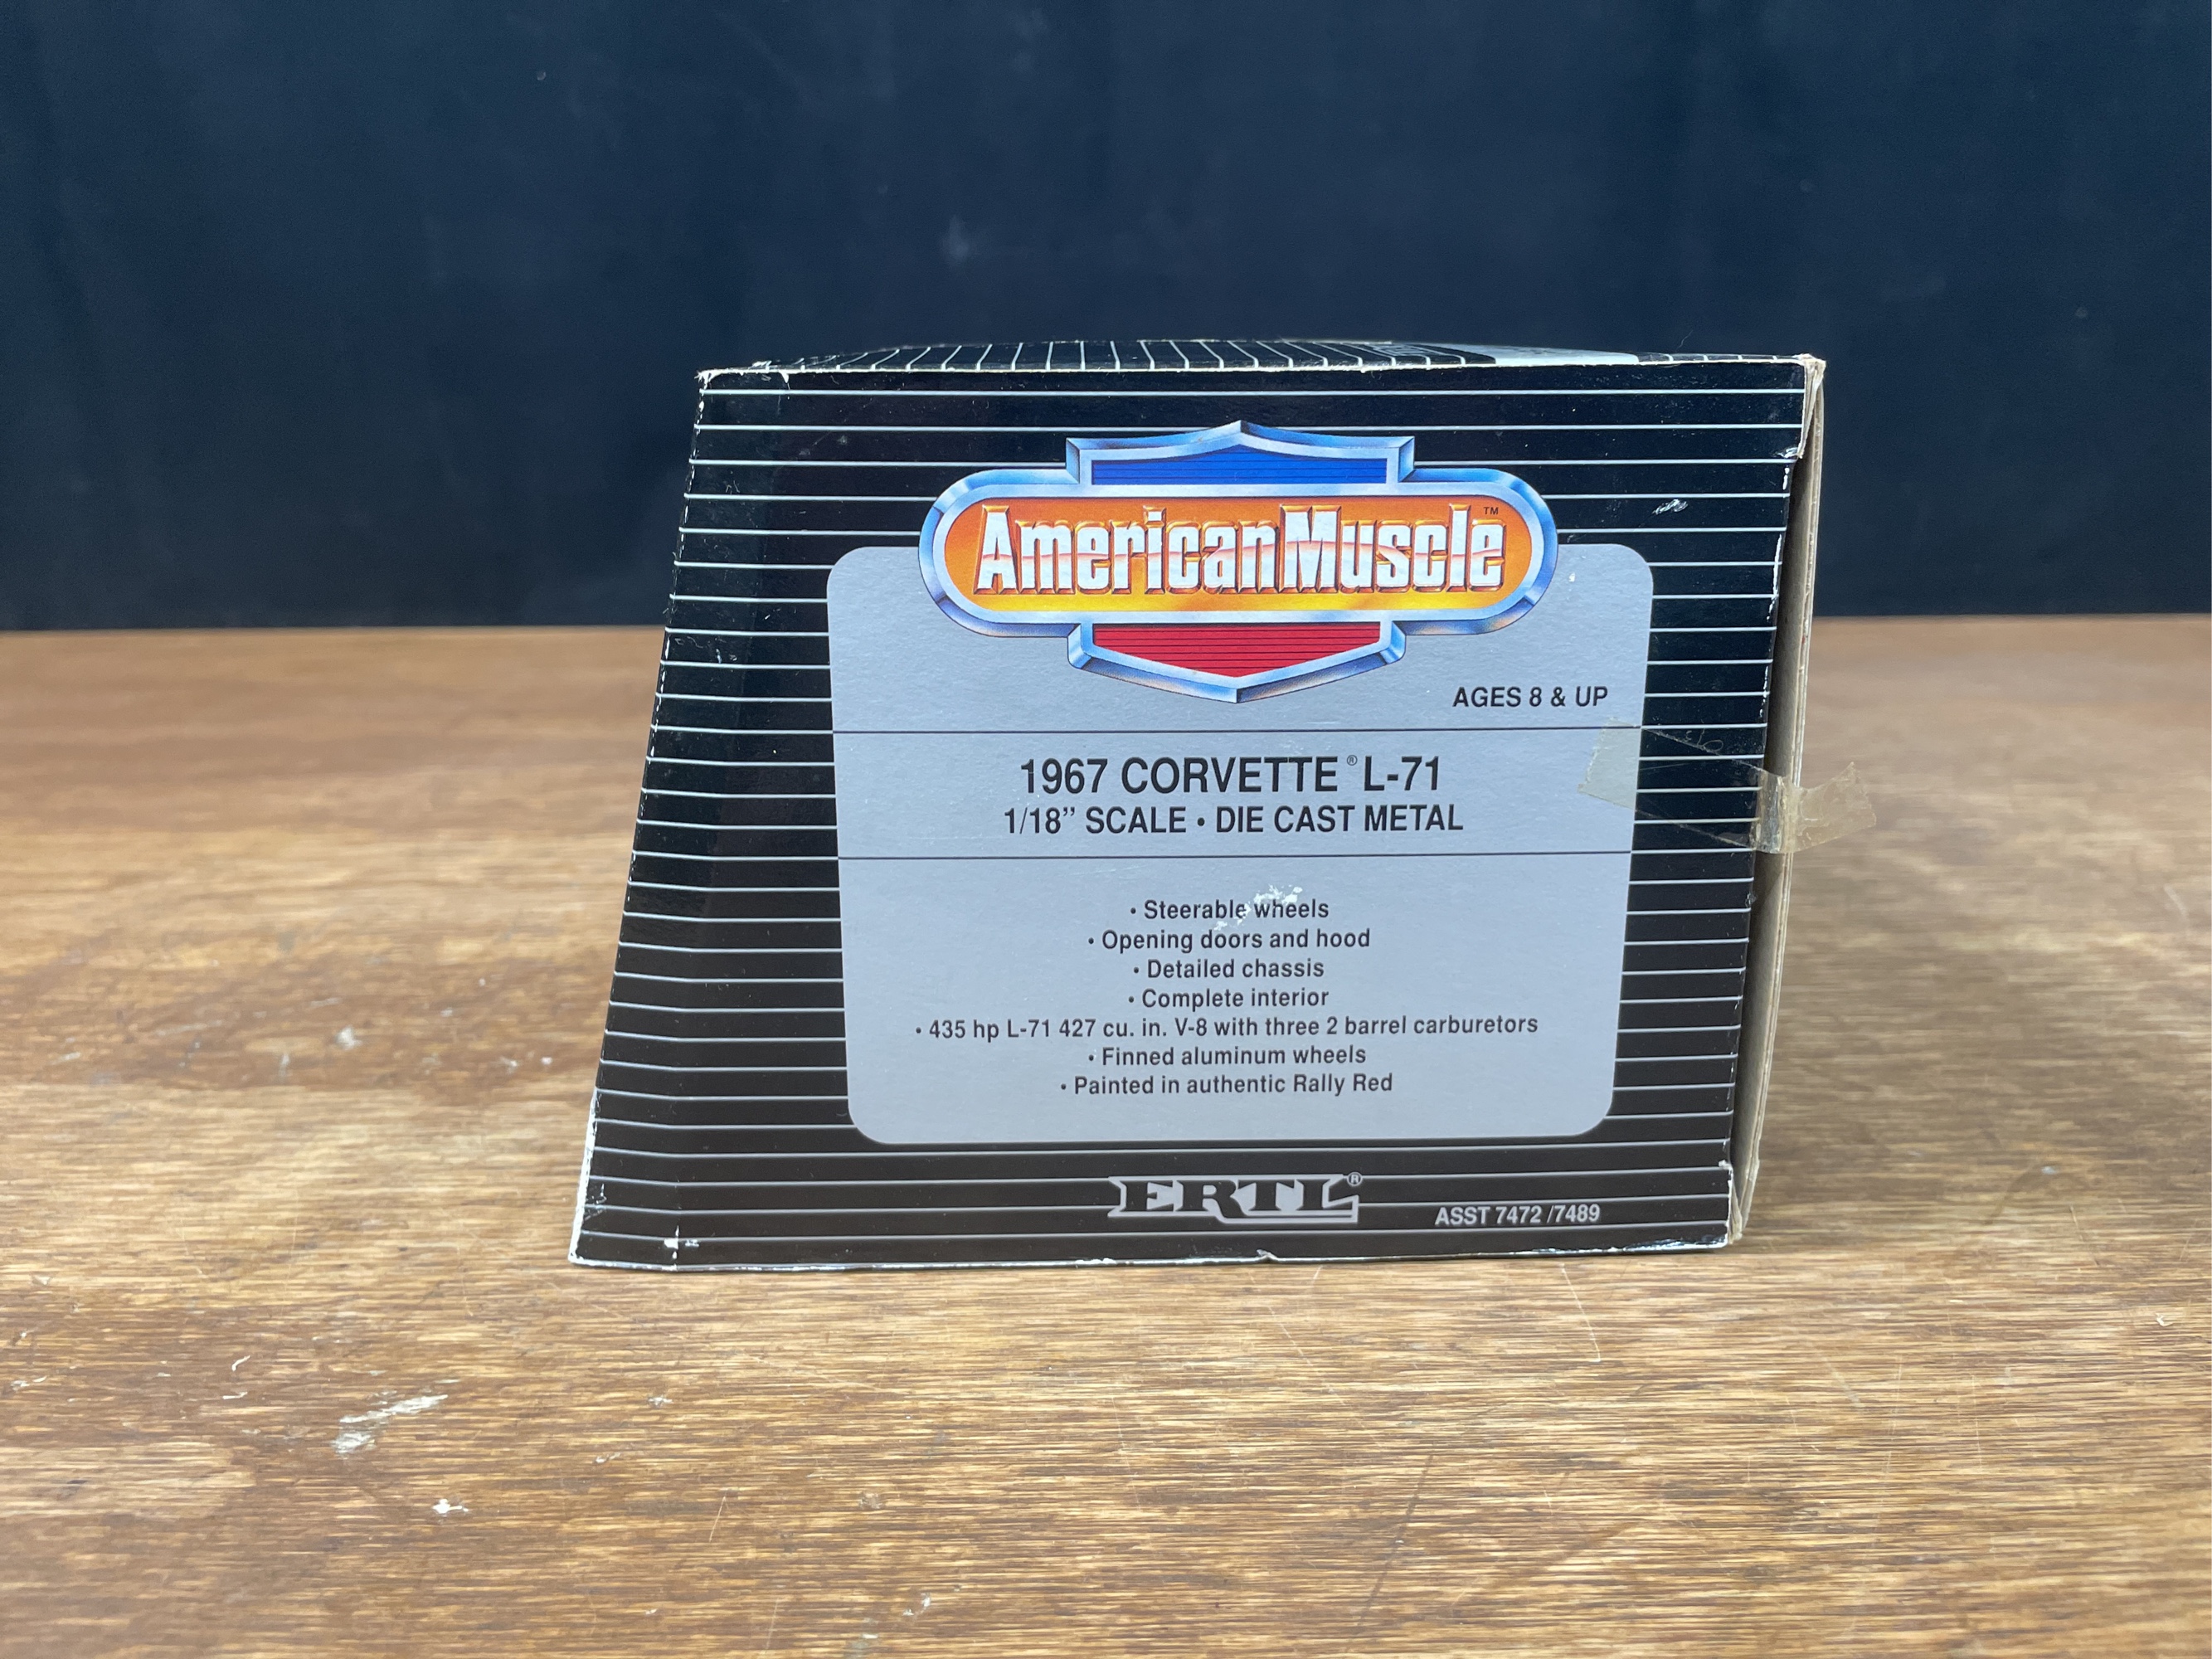 AmericanMuscle™
AGES 8 & UP
1967 CORVETTE® L-71
1/18” SCALE • DIE CAST METAL
• Steerable wheels
• Opening doors and hood
• Detailed chassis
• Complete interior
• 435 hp L-71 427 cu. in. V-8 with three 2 barrel carburetors
• Finned aluminum wheels
• Painted in authentic Rally Red
ERTL®
ASST 7472 /7489